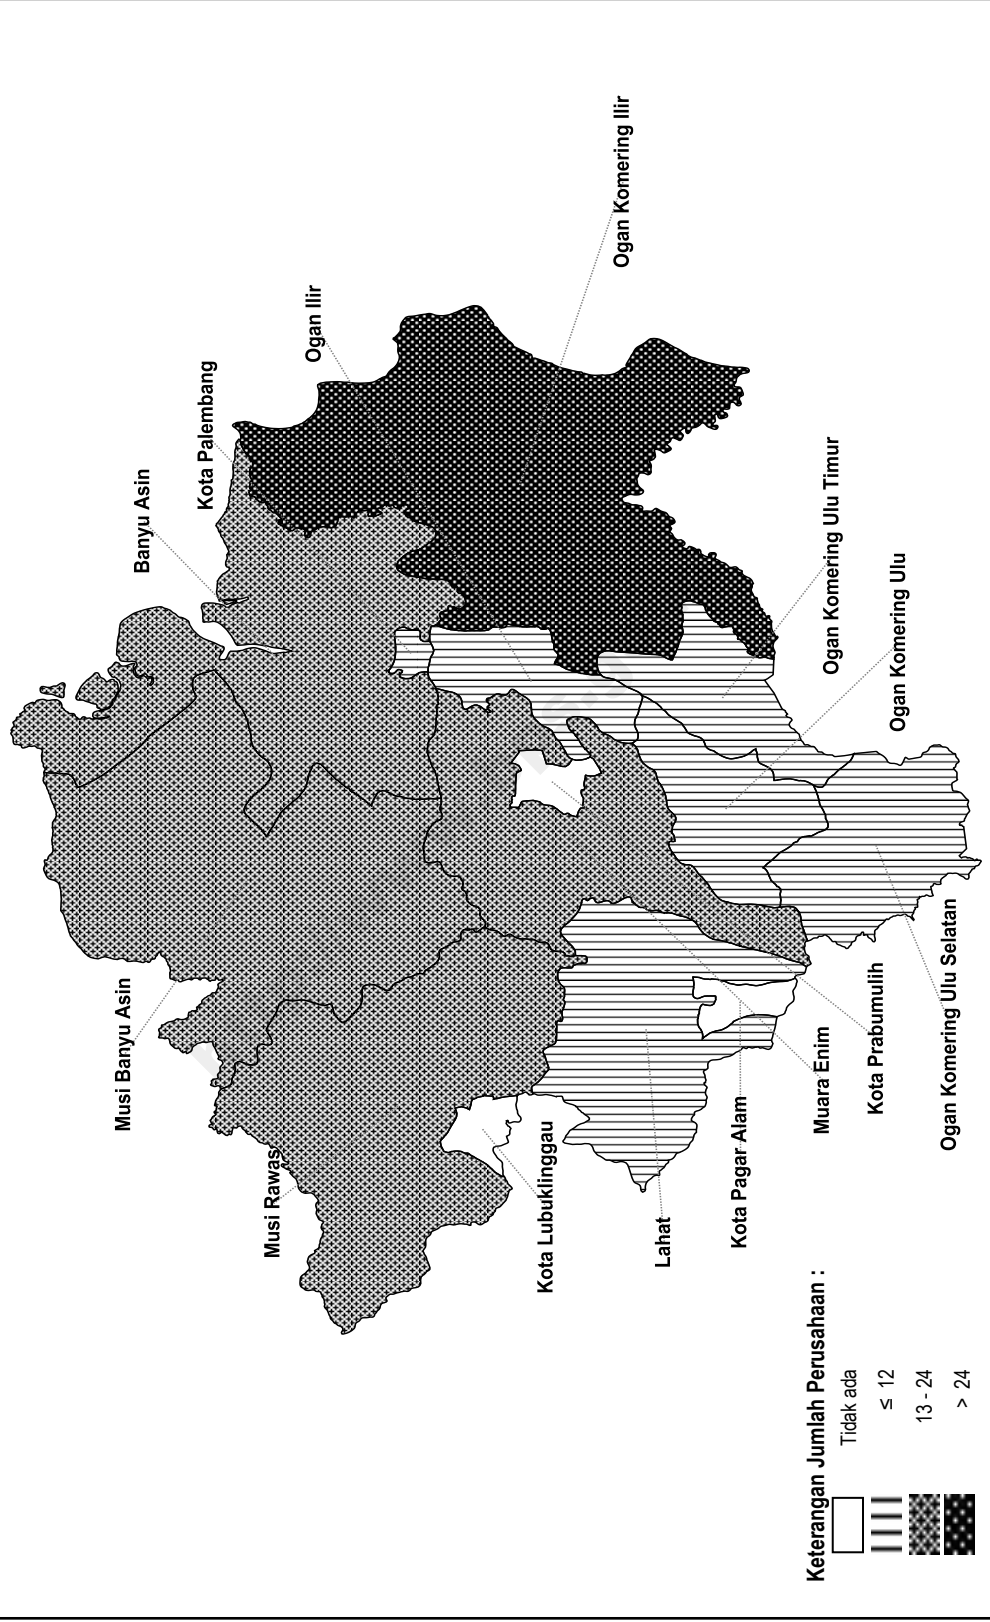 Musi Banyu Asin
Banyu Asin
Kota Palembang
Musi Rawas
Ogan Ilir
Kota Lubuklinggau
Ogan Komering Ilir
Lahat
Kota Pagar Alam
Muara Enim
Ogan Komering Ulu Timur
Kota Prabumulih
Ogan Komering Ulu
Ogan Komering Ulu Selatan
Keterangan Jumlah Perusahaan :
Tidak ada
≤ 12
13 - 24
> 24